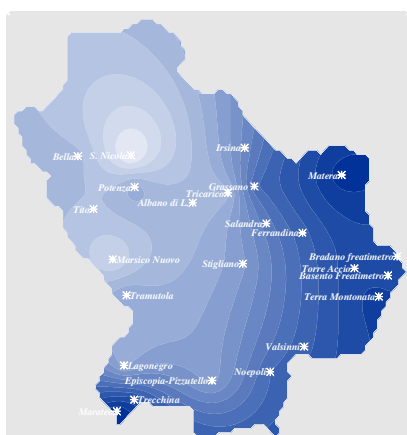 Irsina
Bella
S. Nicola
Matera
Potenza
Grassano
Tricarico
Albano di L.
Tito
Salandra
Ferrandina
Marsico Nuovo
Stigliano
Bradano freatimetro
Torre Accio
Basento Freatimetro
Tramutola
Terra Montonata
Valsinni
Lagonegro
Noepoli
Episcopia-Pizzutello
Trecchina
Maratea